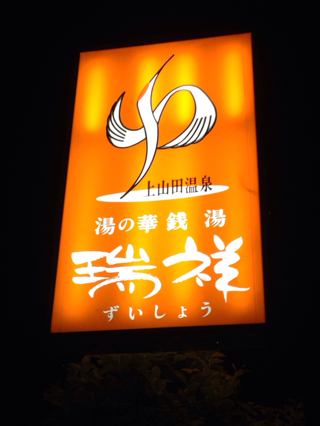 ゆ
上山田温泉
湯の華銭湯
瑞祥
ずいしょう